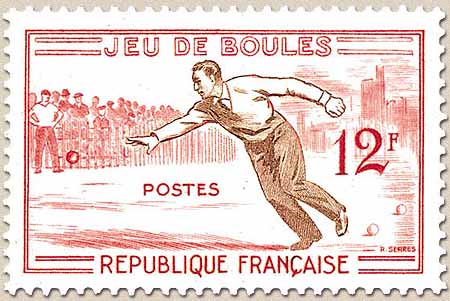 JEU DE BOULES
12F
POSTES
R. SERRES
REPUBLIQUE FRANÇAISE